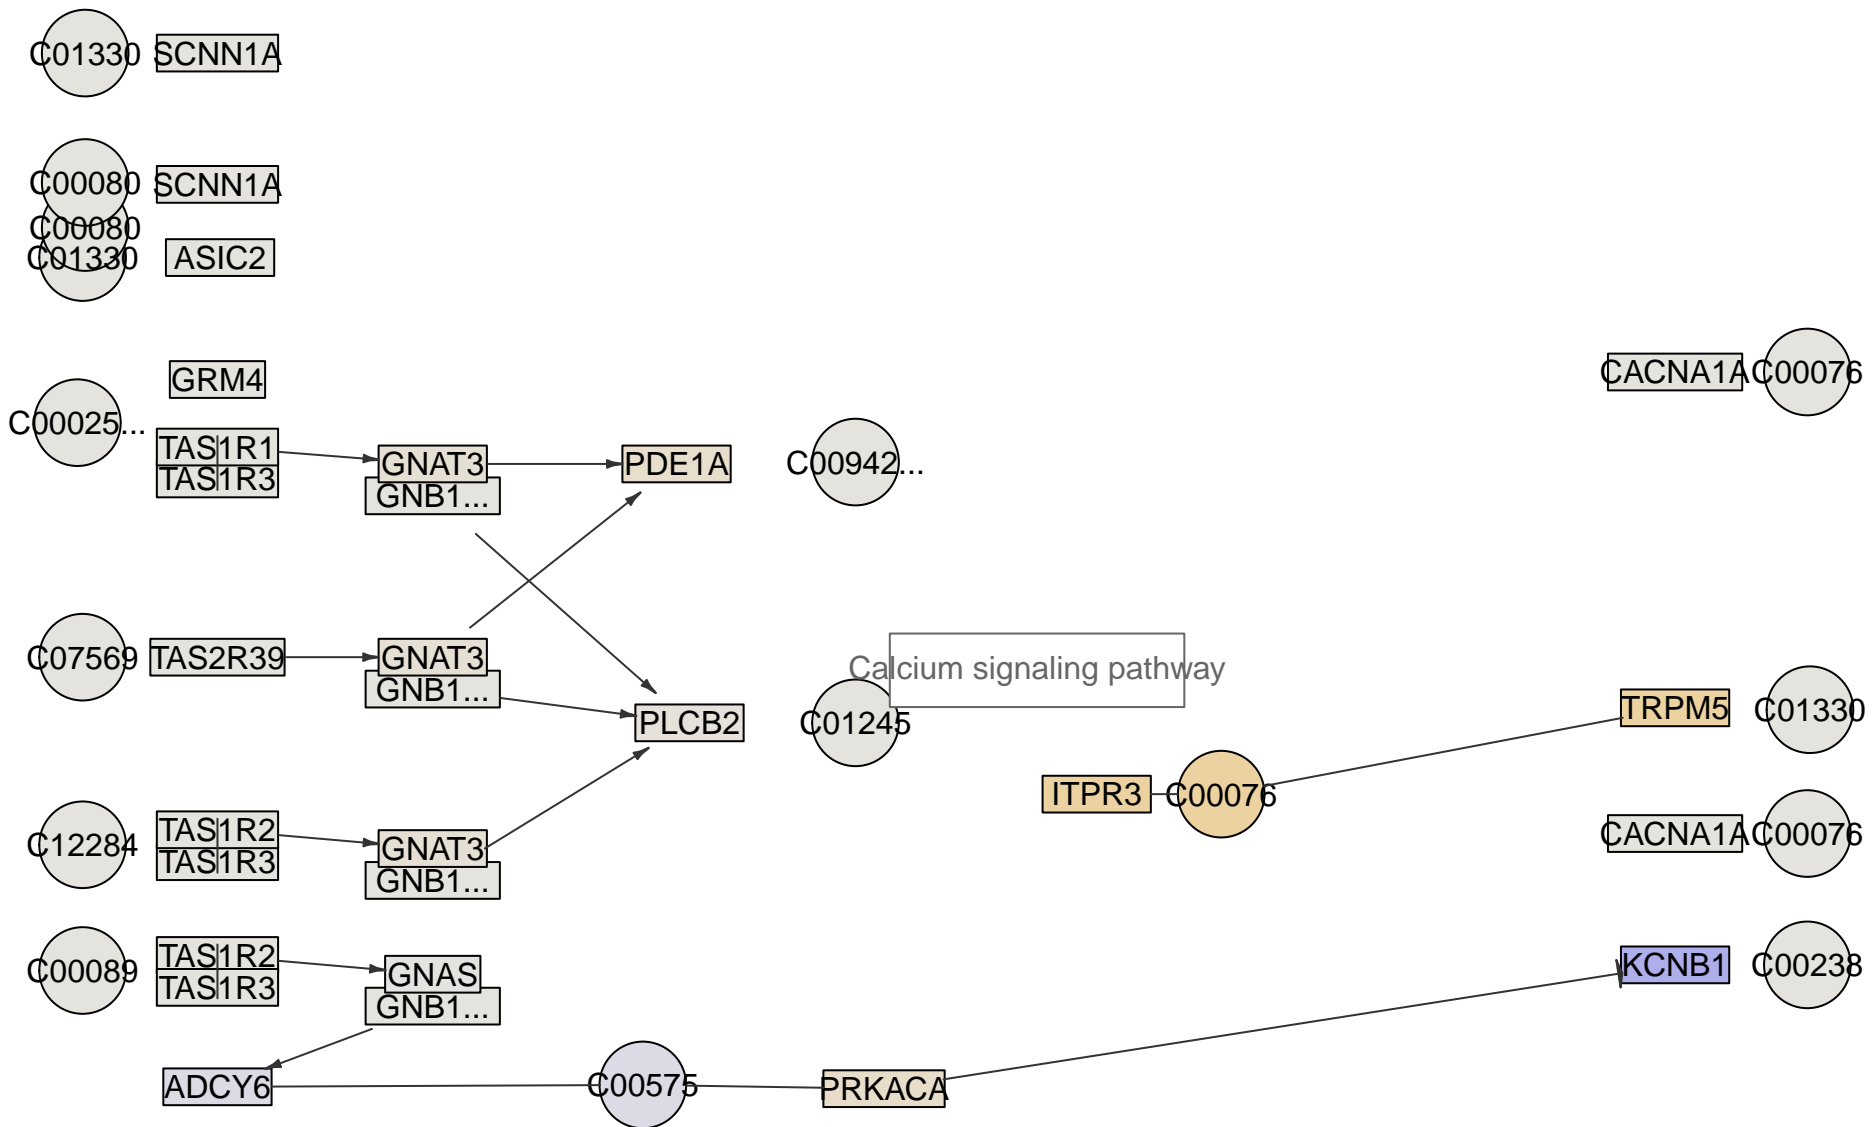 C01330 SCNN1A
C00080 SCNN1A
C00080
C01330 ASIC2
GRM4
CACNA1A C00076
C00025...
TAS1R1
GNAT3 PDE1A C00942...
TAS1R3
GNB1...
C07569 TAS2R39 GNAT3
Calcium signaling pathway
GNB1...
PLCB2 C01245
TRPM5 C01330
ITPR3 C00076
TAS1R2
CACNA1A C00076
C12284
GNAT3
TAS1R3
GNB1...
TAS1R2
KCNB1 C00238
C00089
GNAS
TAS1R3
GNB1...
ADCY6 C00575 PRKACA